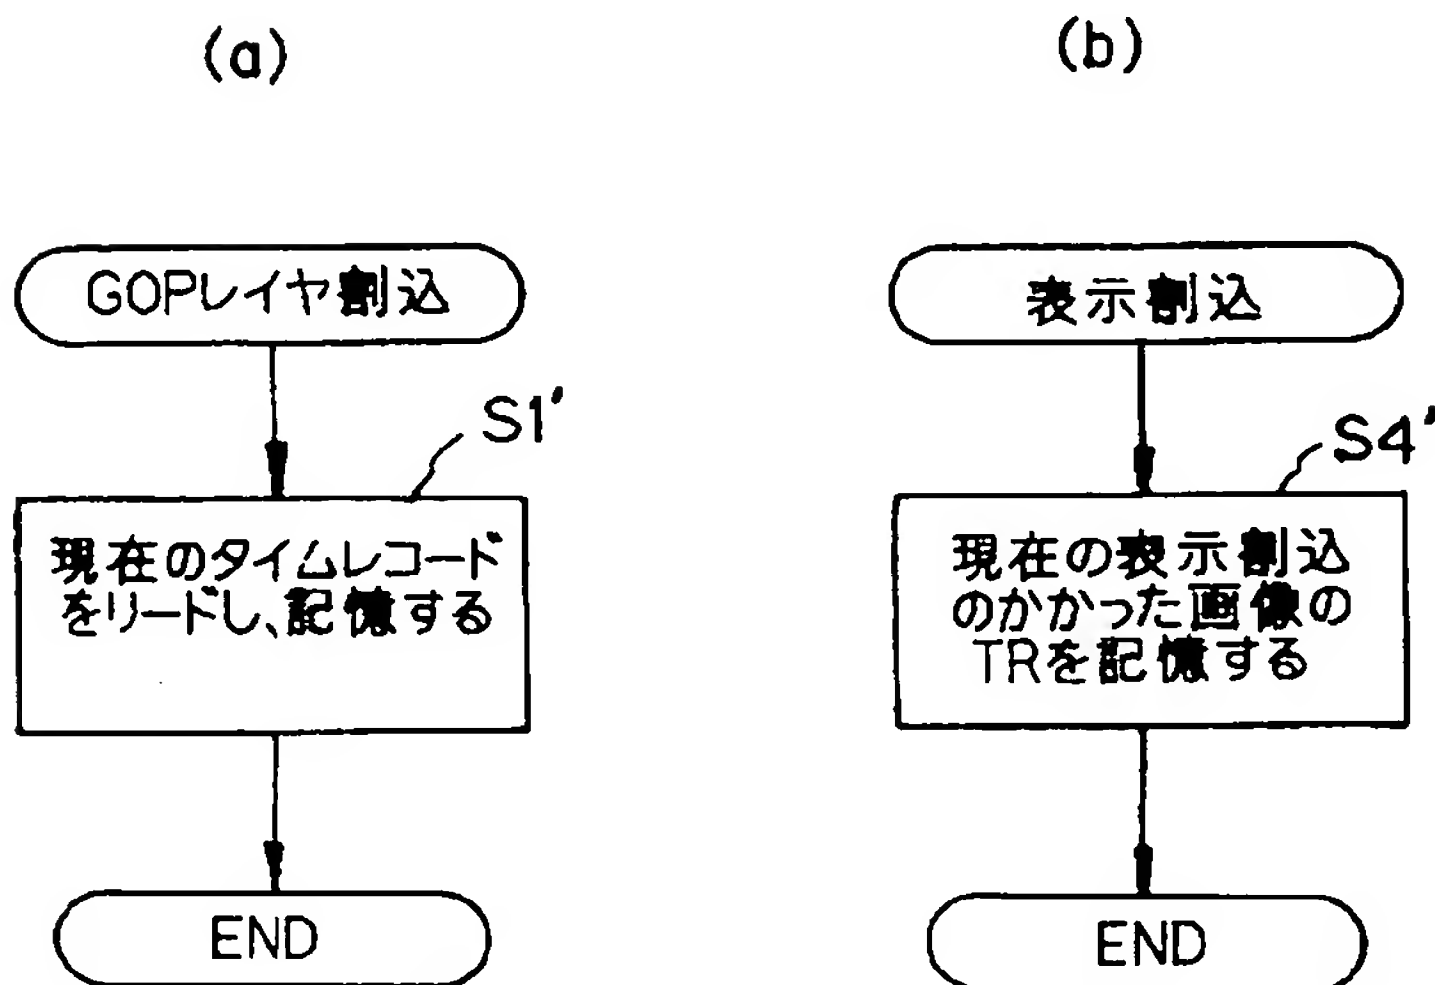 (a)
GOPレイヤ割込
S1'
現在のタイムレコード
をリードし、記憶する
END
(b)
表示割込
S4'
現在の表示割込
のかかった画像の
TRを記憶する
END